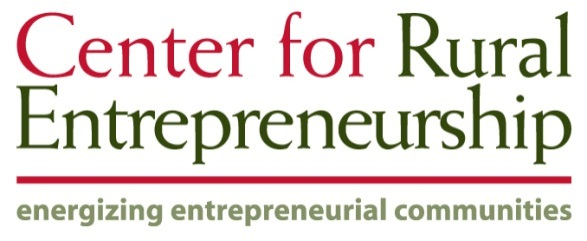 Center for Rural
Entrepreneurship
energizing entrepreneurial communities